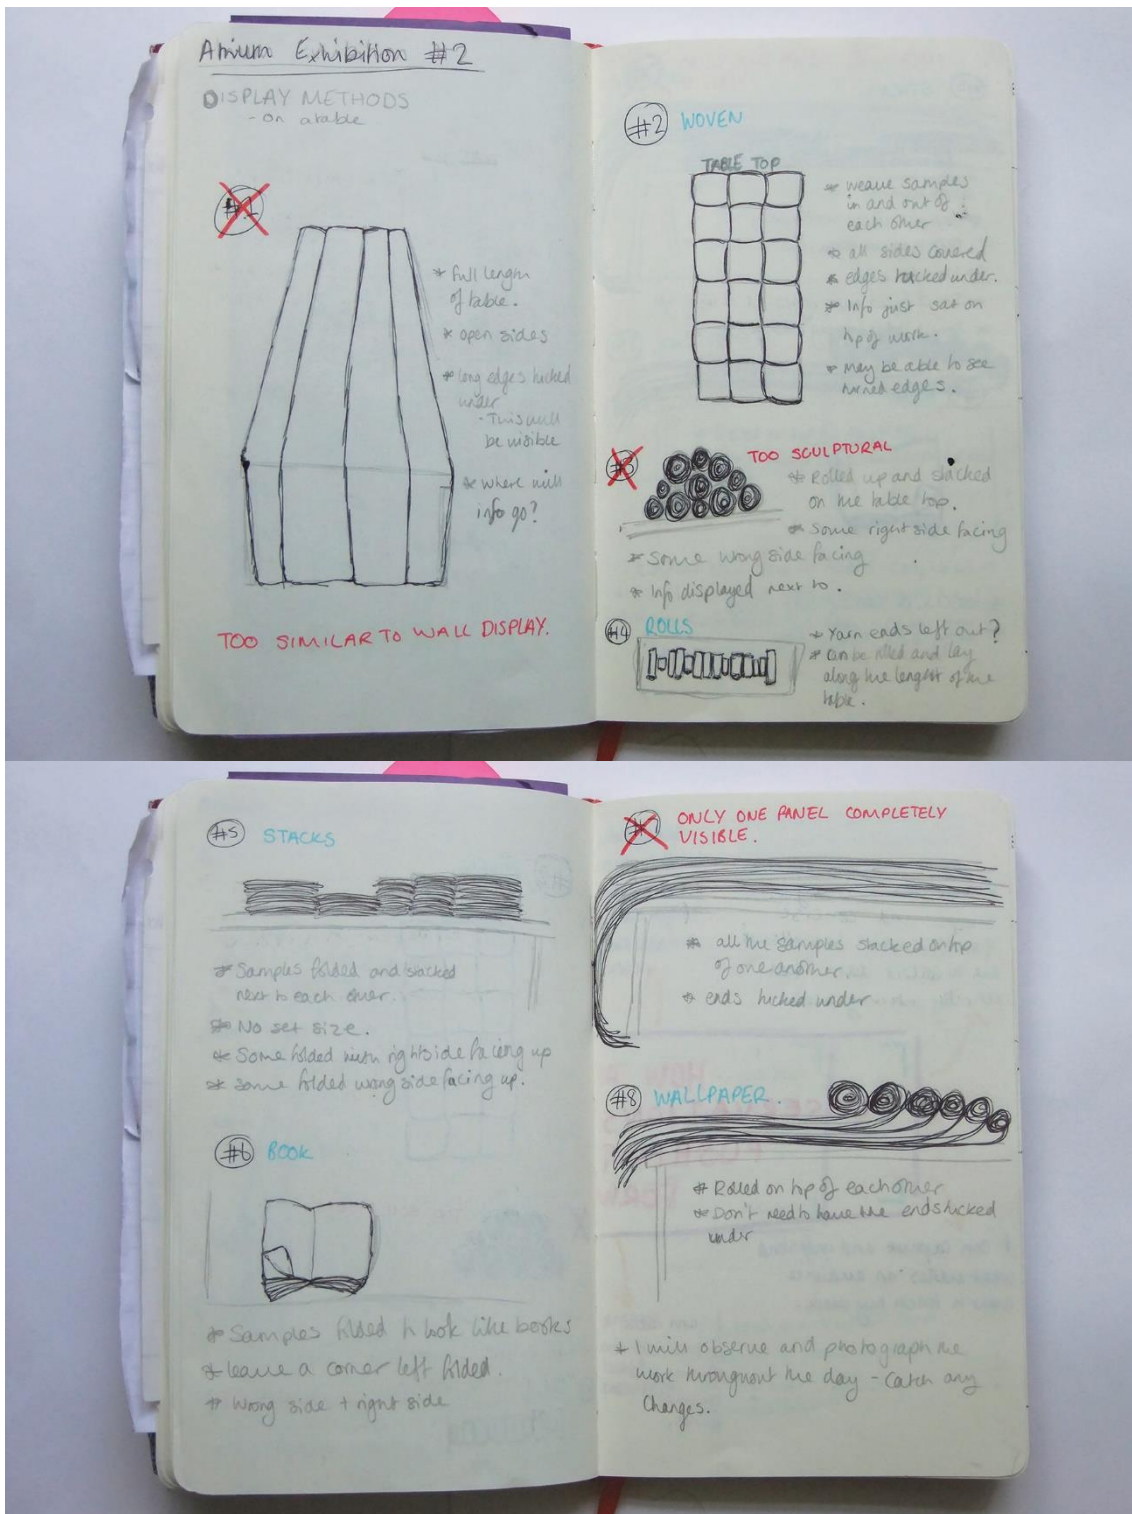 Atrium Exhibition #2
DISPLAY METHODS
- On a table
#1
* full length
of table.
* open sides
* long edges tucked
under
- This will
be visible
* Where will
info go?
TOO SIMILAR TO WALL DISPLAY.
#2 WOVEN
TABLE TOP
* weave samples
in and out of
each other
* all sides covered
* edges tucked under.
* Info just sat on
top of work.
* May be able to see
turned edges.
#3
TOO SCULPTURAL
* Rolled up and stacked
on the table top.
* Some right side facing
* Some wrong side facing
* Info displayed next to.
#4 ROLLS
* Yarn ends left out?
* Can be rolled and lay
along the lenght of the
table.
#5 STACKS
* Samples folded and stacked
next to each other.
* No set size.
* Some folded with rightside facing up
* Some folded wrong side facing up.
#6 BOOK
* Samples folded to look like books
* leave a corner left folded.
* Wrong side + right side
#7
ONLY ONE PANEL COMPLETELY
VISIBLE.
* all the samples stacked on top
of one another.
* ends tucked under
#8 WALLPAPER.
* Rolled on top of each other
* Don't need to have the ends tucked
under
* I will observe and photograph the
work throughout the day - Catch any
Changes.